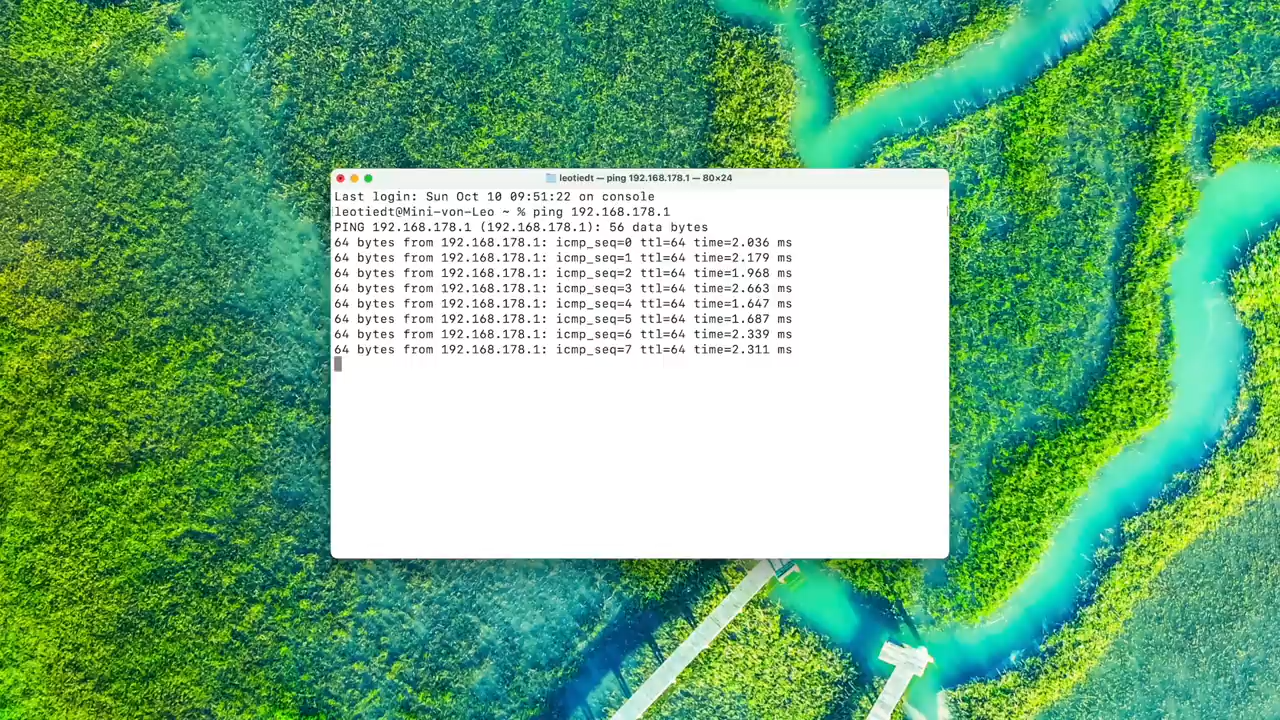 leotiedt — ping 192.168.178.1 — 80×24
Last login: Sun Oct 10 09:51:22 on console
leotiedt@Mini-von-Leo ~ % ping 192.168.178.1
PING 192.168.178.1 (192.168.178.1): 56 data bytes
64 bytes from 192.168.178.1: icmp_seq=0 ttl=64 time=2.036 ms
64 bytes from 192.168.178.1: icmp_seq=1 ttl=64 time=2.179 ms
64 bytes from 192.168.178.1: icmp_seq=2 ttl=64 time=1.968 ms
64 bytes from 192.168.178.1: icmp_seq=3 ttl=64 time=2.663 ms
64 bytes from 192.168.178.1: icmp_seq=4 ttl=64 time=1.647 ms
64 bytes from 192.168.178.1: icmp_seq=5 ttl=64 time=1.687 ms
64 bytes from 192.168.178.1: icmp_seq=6 ttl=64 time=2.339 ms
64 bytes from 192.168.178.1: icmp_seq=7 ttl=64 time=2.311 ms